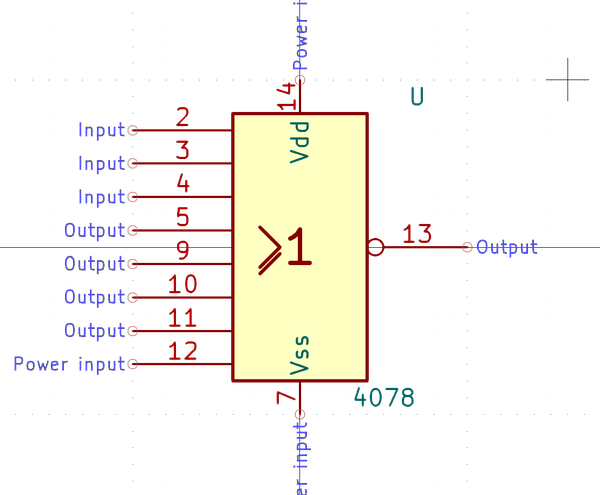 Power i
14
U
Vdd
Input 2
Input 3
Input 4
Output 5
Output 9
Output 10
Output 11
Power input 12
≥1
13 Output
Vss
7
4078
er input